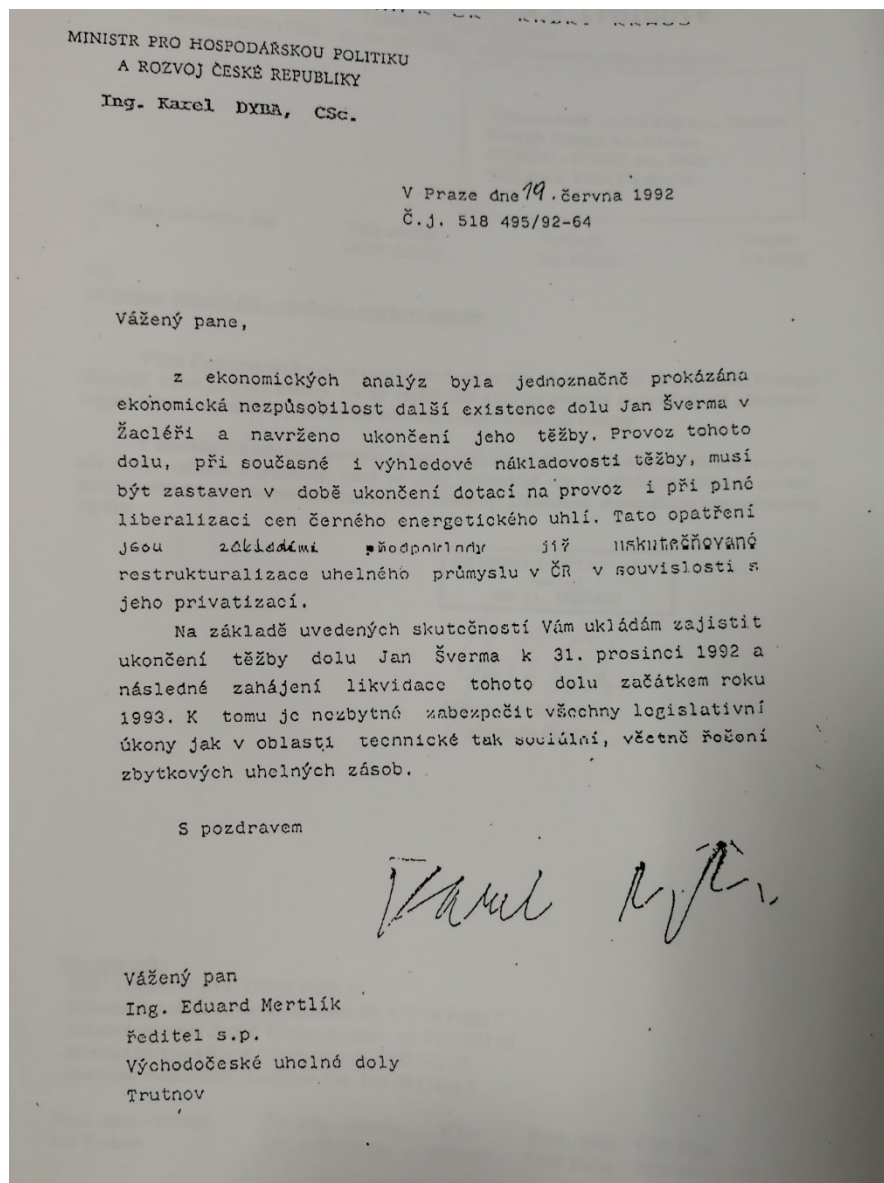 MINISTR PRO HOSPODÁŘSKOU POLITIKU
A ROZVOJ ČESKÉ REPUBLIKY
Ing. Karel DYBA, CSc.
V Praze dne 19. června 1992
Č.j. 518 495/92-64
Vážený pane,
z ekonomických analýz byla jednoznačně prokázána
ekonomická nezpůsobilost další existence dolu Jan Šverma v
Žacléři a navrženo ukončení jeho těžby. Provoz tohoto
dolu, při současné i výhledové nákladovosti těžby, musí
být zastaven v době ukončení dotací na provoz i při plné
liberalizaci cen černého energetického uhlí. Tato opatření
jsou základními předpoklady již uskutečňované
restrukturalizace uhelného průmyslu v ČR v souvislosti s
jeho privatizací.
Na základě uvedených skutečností Vám ukládám zajistit
ukončení těžby dolu Jan Šverma k 31. prosinci 1992 a
následné zahájení likvidace tohoto dolu začátkem roku
1993. K tomu je nezbytné zabezpečit všechny legislativní
úkony jak v oblasti technické tak sociální, včetně řešení
zbytkových uhelných zásob.
S pozdravem
Karel Dyba
Vážený pan
Ing. Eduard Mertlík
ředitel s.p.
Východočeské uhelné doly
Trutnov